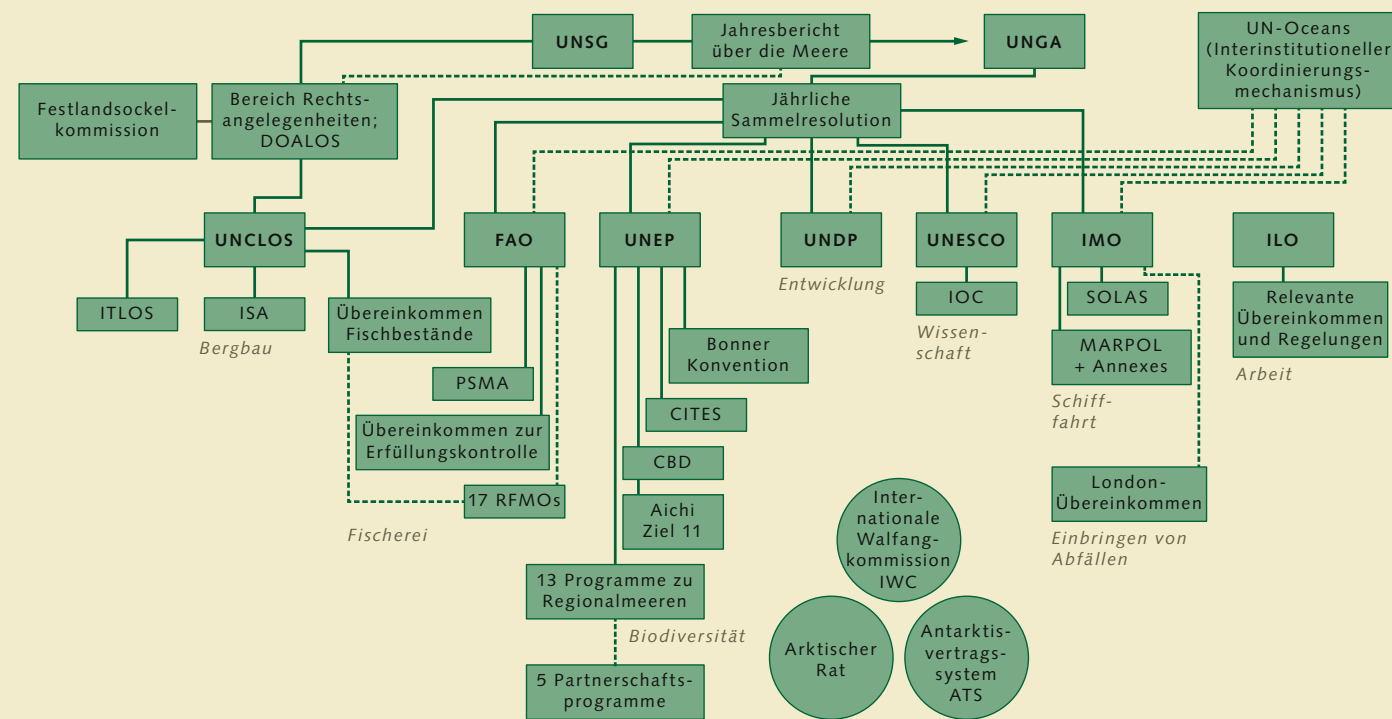 UNSG
Jahresbericht
über die Meere
UNGA
UN-Oceans
(Interinstitutioneller
Koordinierungs-
mechanismus)
Festlandsockel-
kommission
Bereich Rechts-
angelegenheiten;
DOALOS
Jährliche
Sammelresolution
UNCLOS
FAO
UNEP
UNDP
UNESCO
IMO
ILO
Entwicklung
ITLOS
ISA
Bergbau
Übereinkommen
Fischbestände
IOC
Wissen-
schaft
SOLAS
Relevante
Übereinkommen
und Regelungen
Arbeit
Bonner
Konvention
MARPOL
+ Annexes
Schiff-
fahrt
PSMA
CITES
Übereinkommen zur
Erfüllungskontrolle
CBD
17 RFMOs
Fischerei
Aichi
Ziel 11
London-
Übereinkommen
Einbringen von
Abfällen
Inter-
nationale
Walfang-
kommission
IWC
13 Programme zu
Regionalmeeren
Biodiversität
Arktischer
Rat
Antarktis-
vertrags-
system
ATS
5 Partnerschafts-
programme